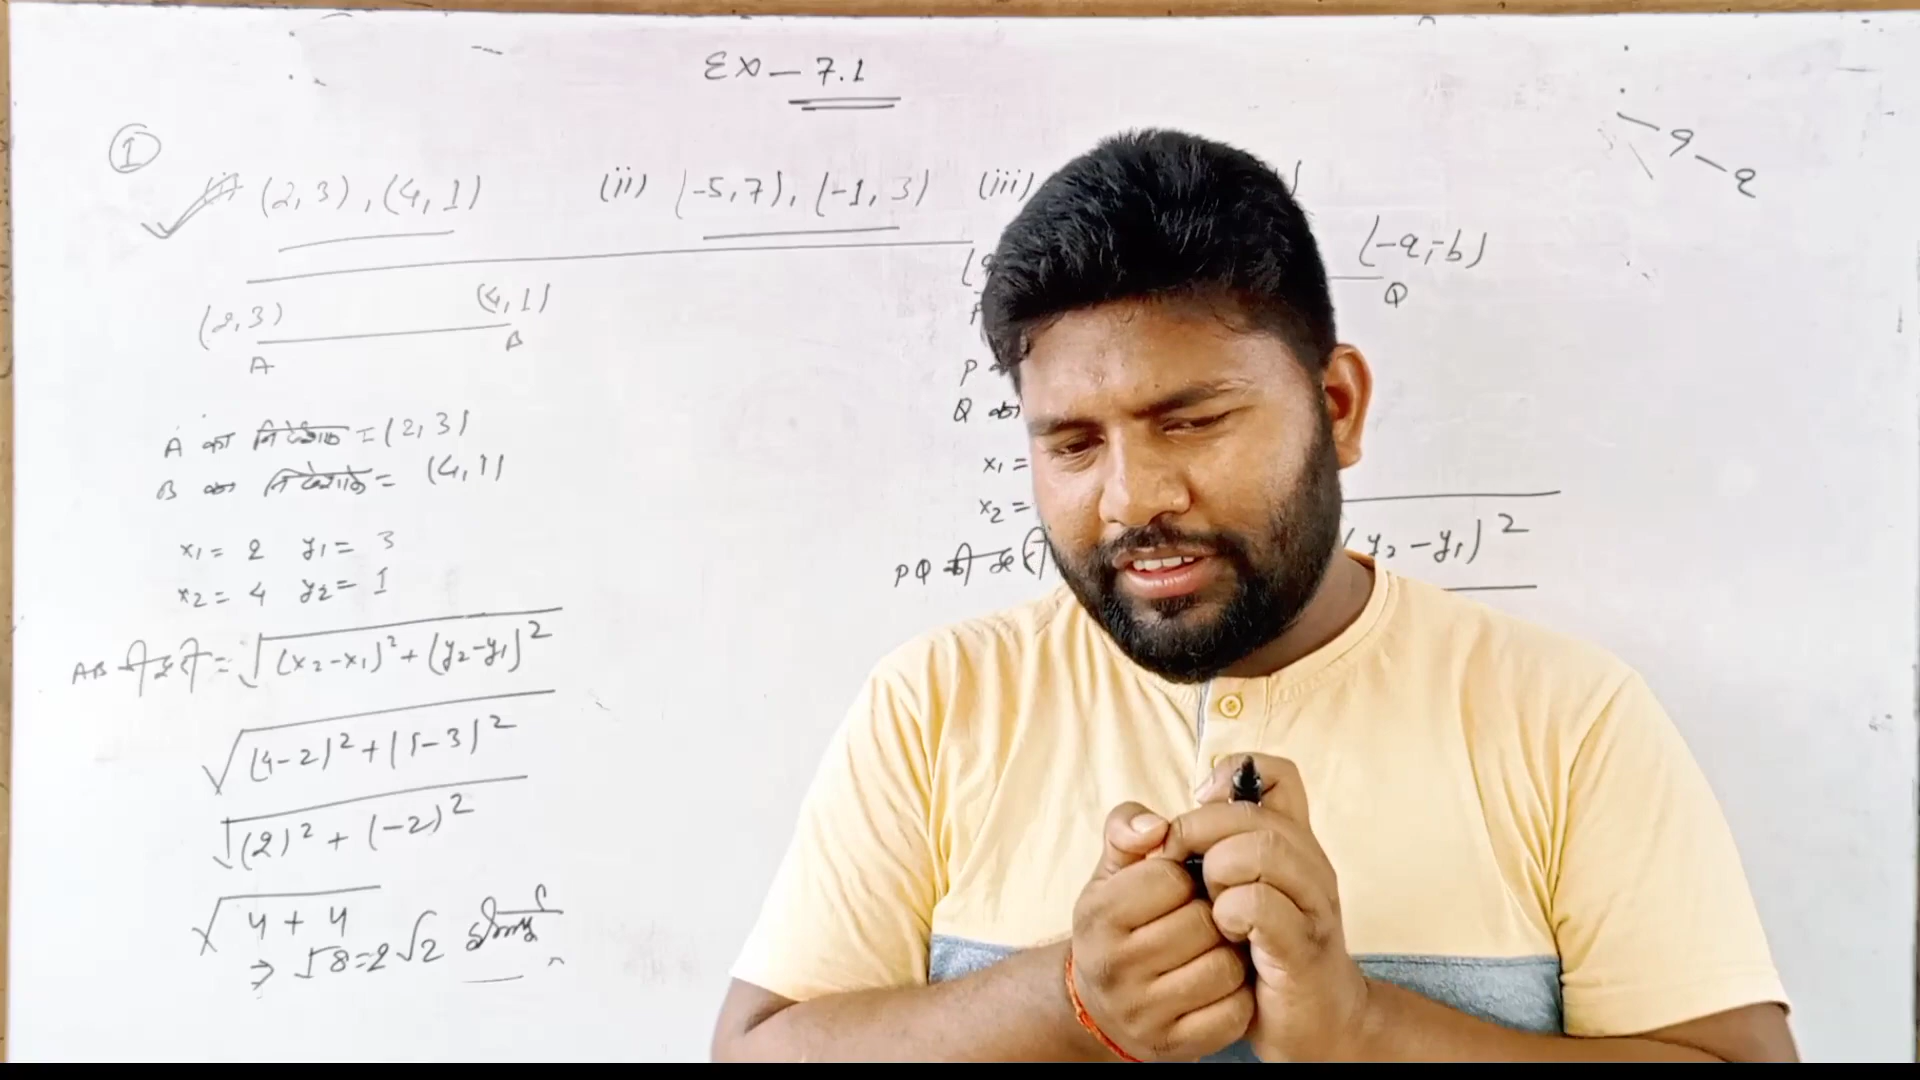 EX - 7.1
①
(i) (2,3), (4,1) (ii) (-5,7), (-1,3) (iii)
(-a,-b)
Q
(2,3) (4,1)
A B
A का निर्देशांक = (2,3)
B का निर्देशांक = (4,1)
x₁ = 2 y₁ = 3
x₂ = 4 y₂ = 1
AB की दूरी = √(x₂-x₁)² + (y₂-y₁)²
√(4-2)² + (1-3)²
√(2)² + (-2)²
√4 + 4
⇒ √8 = 2√2
P
Q का
x₁ =
x₂ =
PQ की दूरी (y₂ - y₁)²
9 - 2